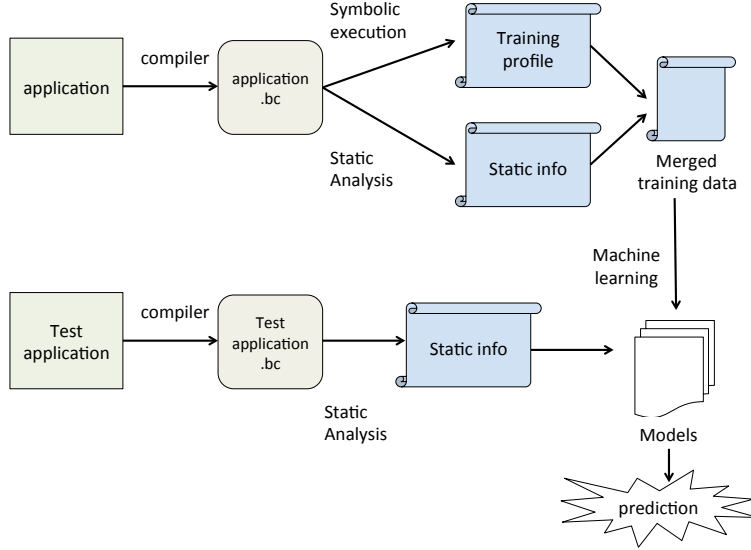 Symbolic
execution
compiler
application
application
.bc
Training
profile
Static
Analysis
Static info
Merged
training data
Machine
learning
Test
application
compiler
Test
application
.bc
Static
Analysis
Static info
Models
prediction